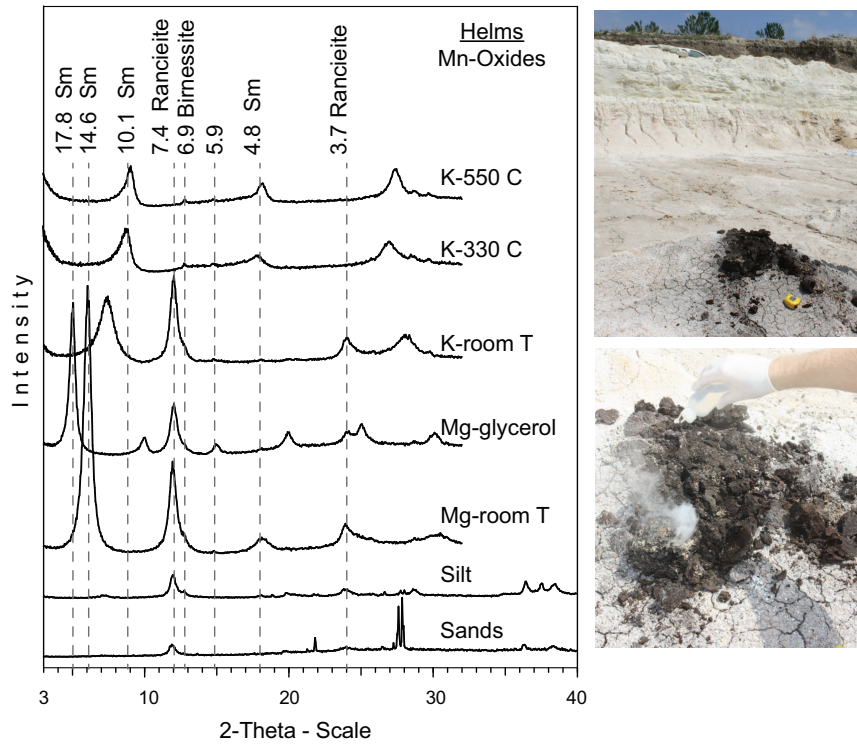 Helms
Mn-Oxides
17.8 Sm
14.6 Sm
10.1 Sm
7.4 Rancieite
6.9 Birnessite
5.9
4.8 Sm
3.7 Rancieite
K-550 C
K-330 C
K-room T
Mg-glycerol
Mg-room T
Silt
Sands
Intensity
3 10 20 30 40
2-Theta - Scale